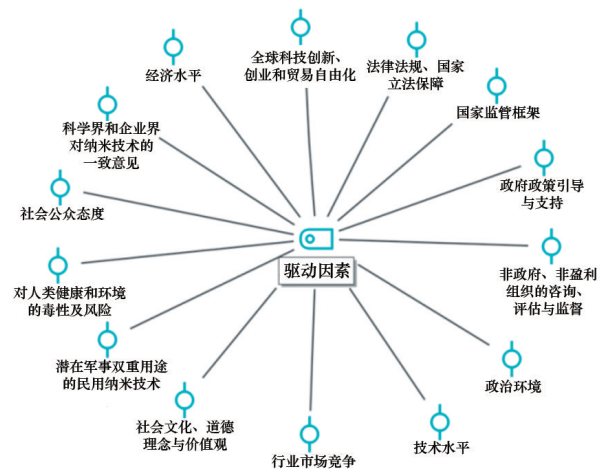 全球科技创新、
创业和贸易自由化
法律法规、国家
立法保障
经济水平
国家监管框架
科学界和企业界
对纳米技术的
一致意见
政府政策引导
与支持
社会公众态度
驱动因素
非政府、非盈利
组织的咨询、
评估与监督
对人类健康和环境
的毒性及风险
潜在军事双重用途
的民用纳米技术
政治环境
社会文化、道德
理念与价值观
技术水平
行业市场竞争